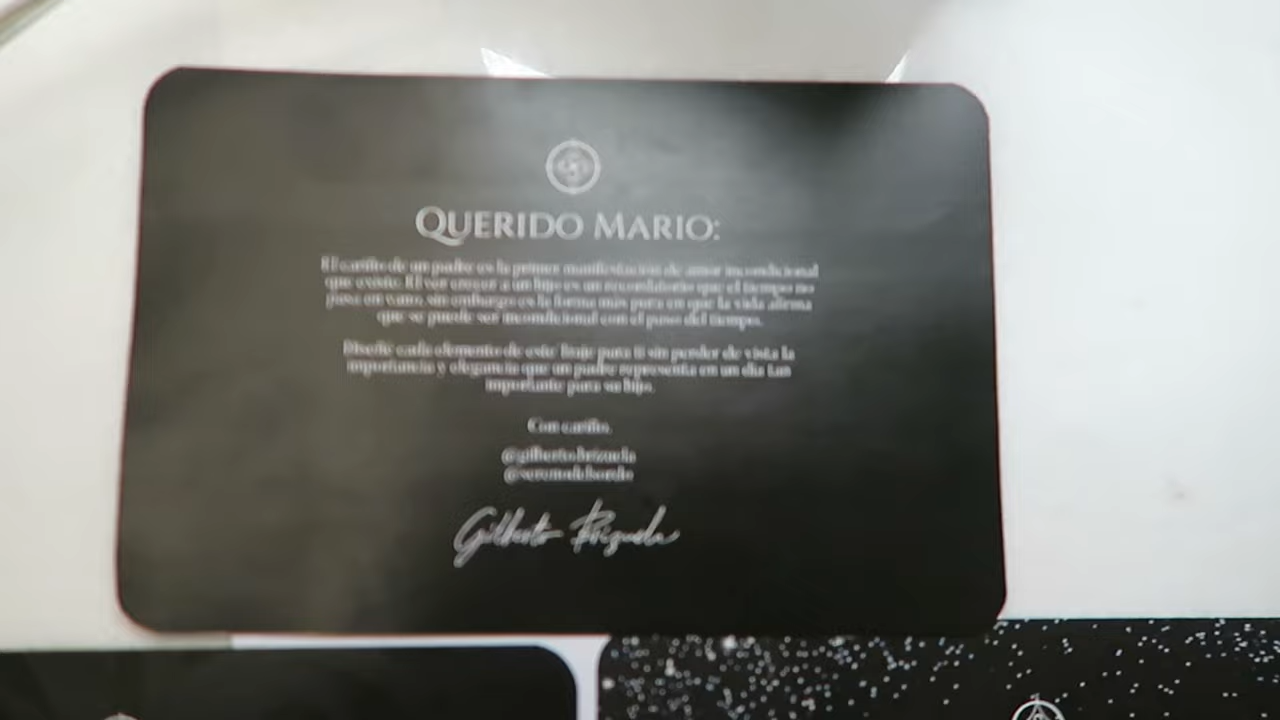 QUERIDO MARIO:
El cariño de un padre es la primer manifestación de amor incondicional
que existe. El ver crecer a un hijo es un recordatorio que el tiempo no
pasa en vano, sin embargo es la forma más pura en que la vida afirma
que se puede ser incondicional con el paso del tiempo.
Diseñé cada elemento de este traje para ti sin perder de vista la
importancia y elegancia que un padre representa en un día tan
importante para su hijo.
Con cariño,
@gilberto.brizuela
Gilberto Brizuela